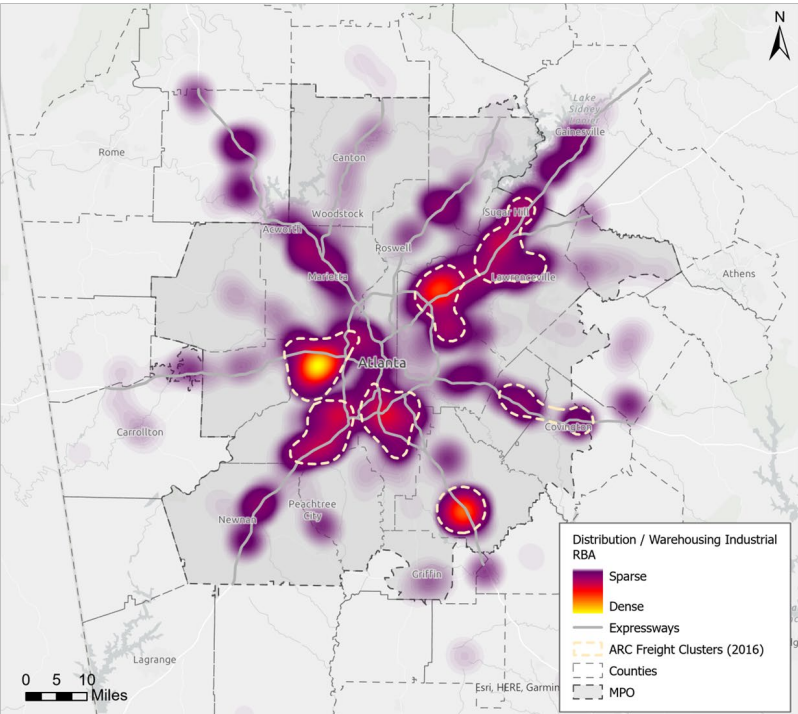 N
Lake
Sidney
Lanier
Gainesville
Rome
Canton
Sugar Hill
Woodstock
Acworth
Roswell
Marietta
Lawrenceville
Athens
Atlanta
Carrollton
Covington
Peachtree
City
Newnan
Griffin
Lagrange
Distribution / Warehousing Industrial
RBA
Sparse
Dense
Expressways
ARC Freight Clusters (2016)
Counties
MPO
Esri, HERE, Garmin
0 5 10
Miles